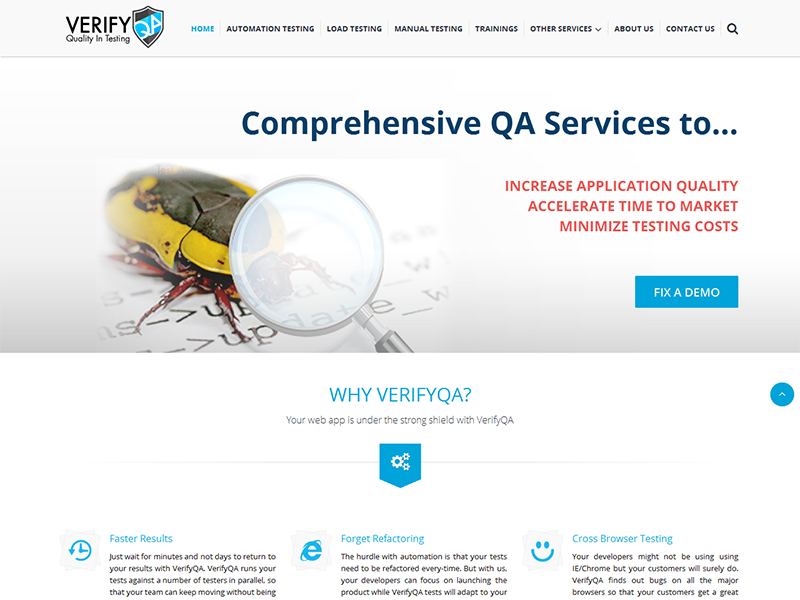 VERIFY QA
Quality In Testing
HOME
AUTOMATION TESTING
LOAD TESTING
MANUAL TESTING
TRAININGS
OTHER SERVICES
ABOUT US
CONTACT US
Comprehensive QA Services to...
INCREASE APPLICATION QUALITY
ACCELERATE TIME TO MARKET
MINIMIZE TESTING COSTS
FIX A DEMO
WHY VERIFYQA?
Your web app is under the strong shield with VerifyQA
Faster Results
Just wait for minutes and not days to return to
your results with VerifyQA. VerifyQA runs your
tests against a number of testers in parallel, so
that your team can keep moving without being
Forget Refactoring
The hurdle with automation is that your tests
need to be refactored every-time. But with us,
your developers can focus on launching the
product while VerifyQA tests will adapt to your
Cross Browser Testing
Your developers might not be using using
IE/Chrome but your customers will surely do.
VerifyQA finds out bugs on all the major
browsers so that your customers get a great